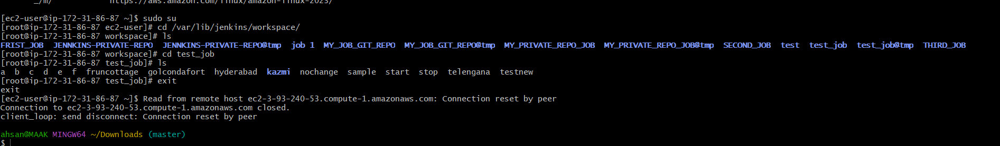 _/m/ https://aws.amazon.com/linux/amazon-linux-2023/
[ec2-user@ip-172-31-86-87 ~]$ sudo su
[root@ip-172-31-86-87 ec2-user]# cd /var/lib/jenkins/workspace/
[root@ip-172-31-86-87 workspace]# ls
FRIST_JOB  JENNKINS-PRIVATE-REPO  JENNKINS-PRIVATE-REPO@tmp  job 1  MY_JOB_GIT_REPO  MY_JOB_GIT_REPO@tmp  MY_PRIVATE_REPO_JOB  MY_PRIVATE_REPO_JOB@tmp  SECOND_JOB  test  test_job  test_job@tmp  THIRD_JOB
[root@ip-172-31-86-87 workspace]# cd test_job
[root@ip-172-31-86-87 test_job]# ls
a  b  c  d  e  f  fruncottage  golcondafort  hyderabad  kazmi  nochange  sample  start  stop  telengana  testnew
[root@ip-172-31-86-87 test_job]# exit
exit
[ec2-user@ip-172-31-86-87 ~]$ Read from remote host ec2-3-93-240-53.compute-1.amazonaws.com: Connection reset by peer
Connection to ec2-3-93-240-53.compute-1.amazonaws.com closed.
client_loop: send disconnect: Connection reset by peer
ahsan@MAAK MINGW64 ~/Downloads (master)
$